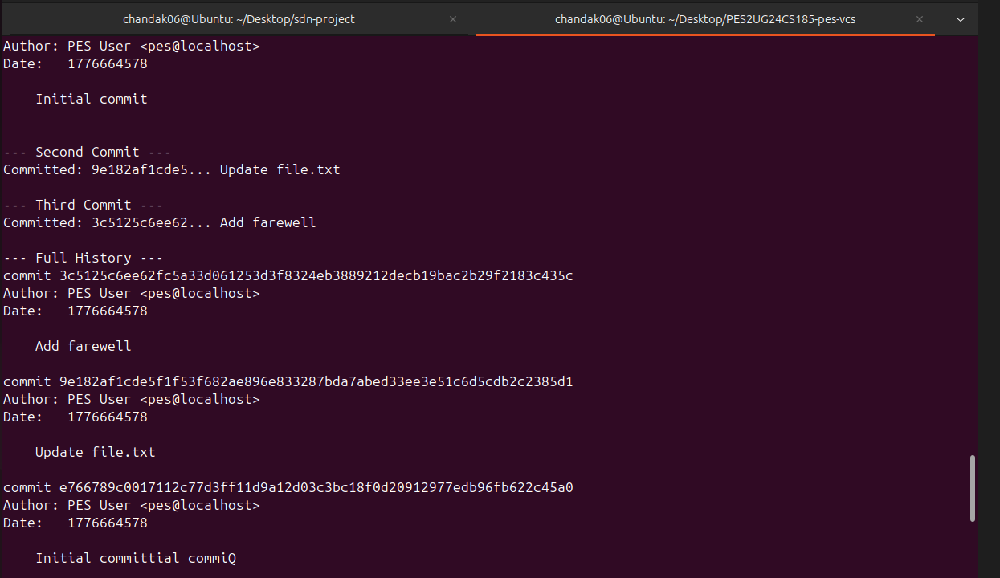 chandak06@Ubuntu: ~/Desktop/sdn-project
chandak06@Ubuntu: ~/Desktop/PES2UG24CS185-pes-vcs
Author: PES User <pes@localhost>
Date:   1776664578
    Initial commit
--- Second Commit ---
Committed: 9e182af1cde5... Update file.txt
--- Third Commit ---
Committed: 3c5125c6ee62... Add farewell
--- Full History ---
commit 3c5125c6ee62fc5a33d061253d3f8324eb3889212decb19bac2b29f2183c435c
Author: PES User <pes@localhost>
Date:   1776664578
    Add farewell
commit 9e182af1cde5f1f53f682ae896e833287bda7abed33ee3e51c6d5cdb2c2385d1
Author: PES User <pes@localhost>
Date:   1776664578
    Update file.txt
commit e766789c0017112c77d3ff11d9a12d03c3bc18f0d20912977edb96fb622c45a0
Author: PES User <pes@localhost>
Date:   1776664578
    Initial committial commiQ